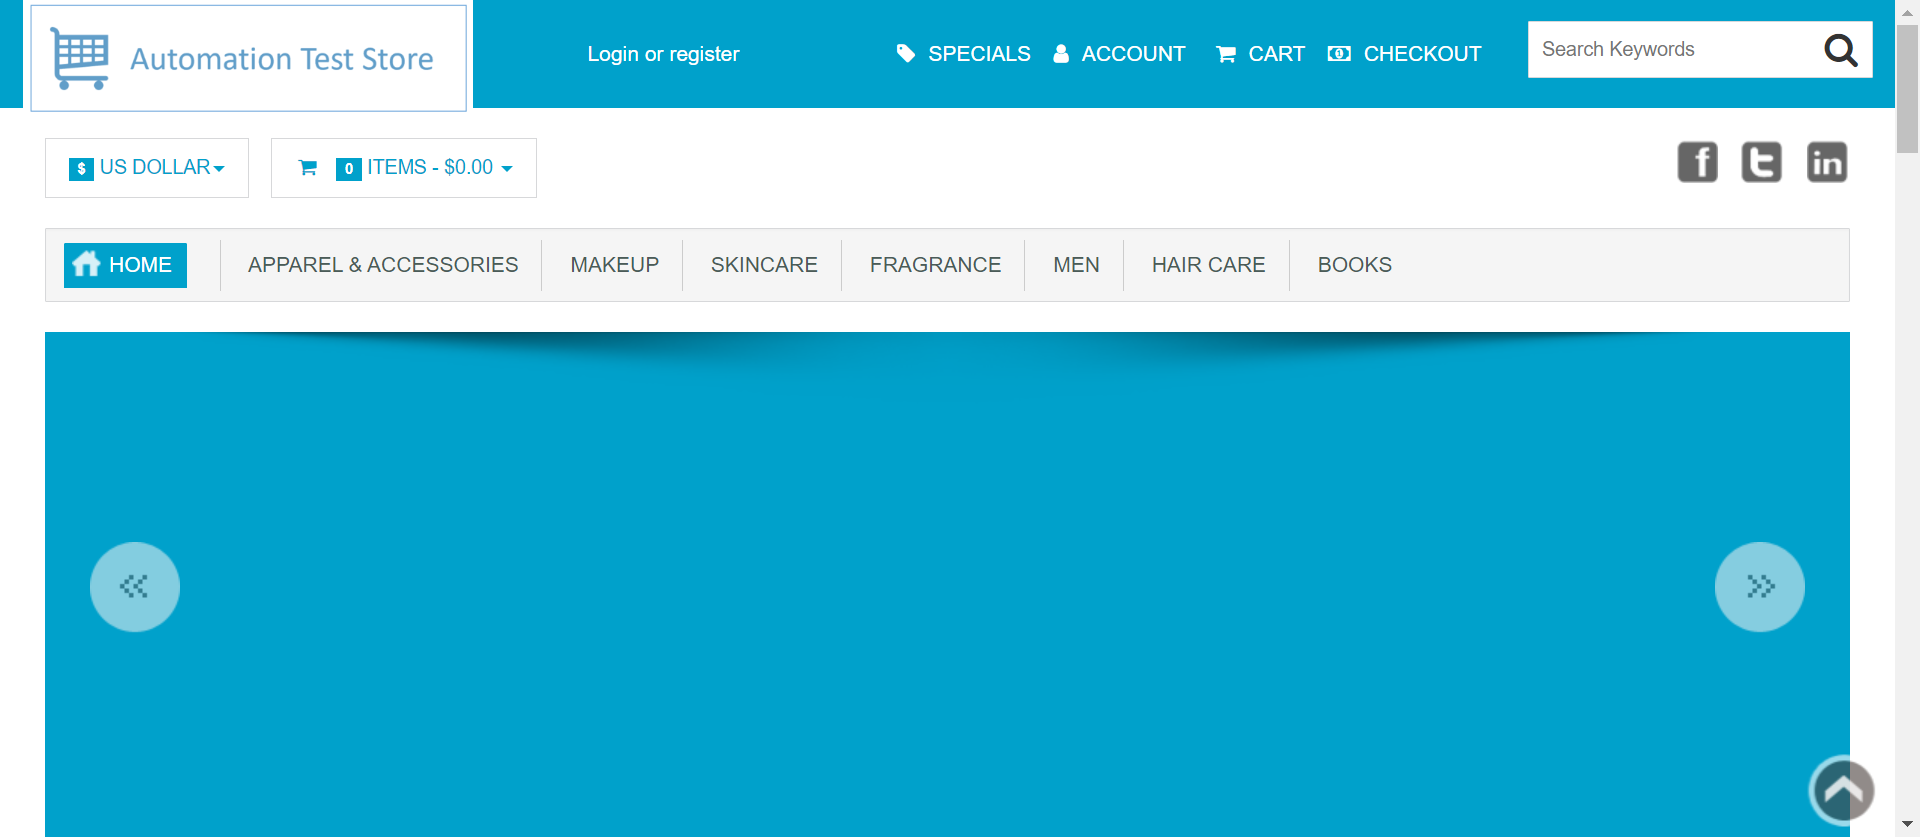 Automation Test Store
Login or register
SPECIALS ACCOUNT CART CHECKOUT
Search Keywords
$ US DOLLAR
0 ITEMS - $0.00
f t in
HOME APPAREL & ACCESSORIES MAKEUP SKINCARE FRAGRANCE MEN HAIR CARE BOOKS